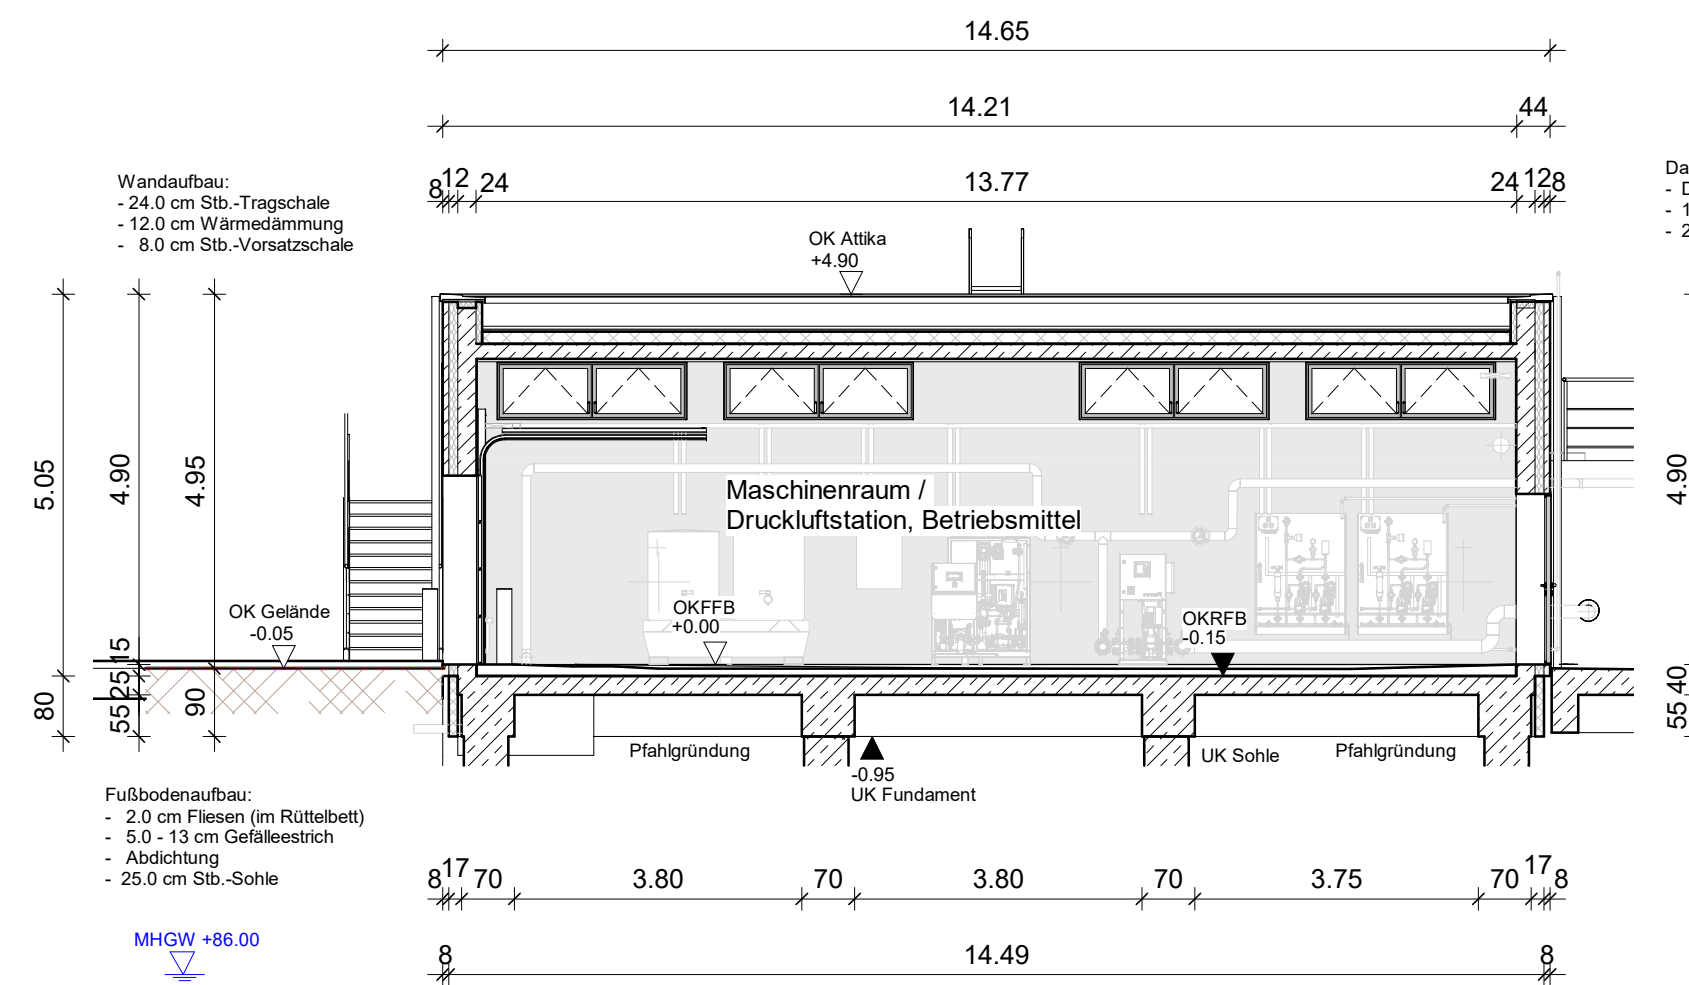 14.65
14.21 44
Wandaufbau:
- 24.0 cm Stb.-Tragschale
- 12.0 cm Wärmedämmung
- 8.0 cm Stb.-Vorsatzschale
8 12 24 13.77 24 12 8
Da
- D
- 1
- 2
OK Attika
+4.90
5.05
4.90
4.95
4.90
Maschinenraum /
Druckluftstation, Betriebsmittel
OK Gelände
-0.05
OKFFB
+0.00
OKRFB
-0.15
15
80
55 25
90
55 40
Pfahlgründung
-0.95
UK Fundament
UK Sohle
Pfahlgründung
Fußbodenaufbau:
- 2.0 cm Fliesen (im Rüttelbett)
- 5.0 - 13 cm Gefälleestrich
- Abdichtung
- 25.0 cm Stb.-Sohle
8 17 70 3.80 70 3.80 70 3.75 70 17 8
MHGW +86.00
8 14.49 8